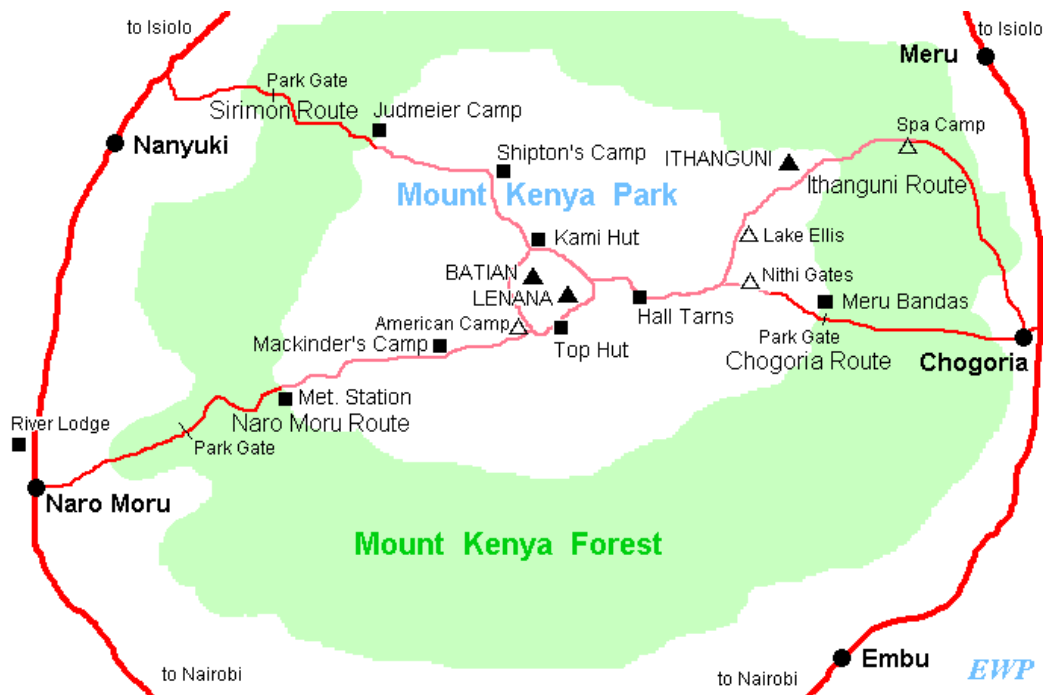 to Isiolo
to Isiolo
Meru
Park Gate
Sirimon Route
Judmeier Camp
Spa Camp
Nanyuki
Shipton's Camp
ITHANGUNI
Ithanguni Route
Mount Kenya Park
Kami Hut
Lake Ellis
BATIAN
Nithi Gates
LENANA
Meru Bandas
Hall Tarns
American Camp
Park Gate
Mackinder's Camp
Top Hut
Chogoria Route
Chogoria
Met. Station
Naro Moru Route
River Lodge
Park Gate
Naro Moru
Mount Kenya Forest
Embu
to Nairobi
to Nairobi
EWP